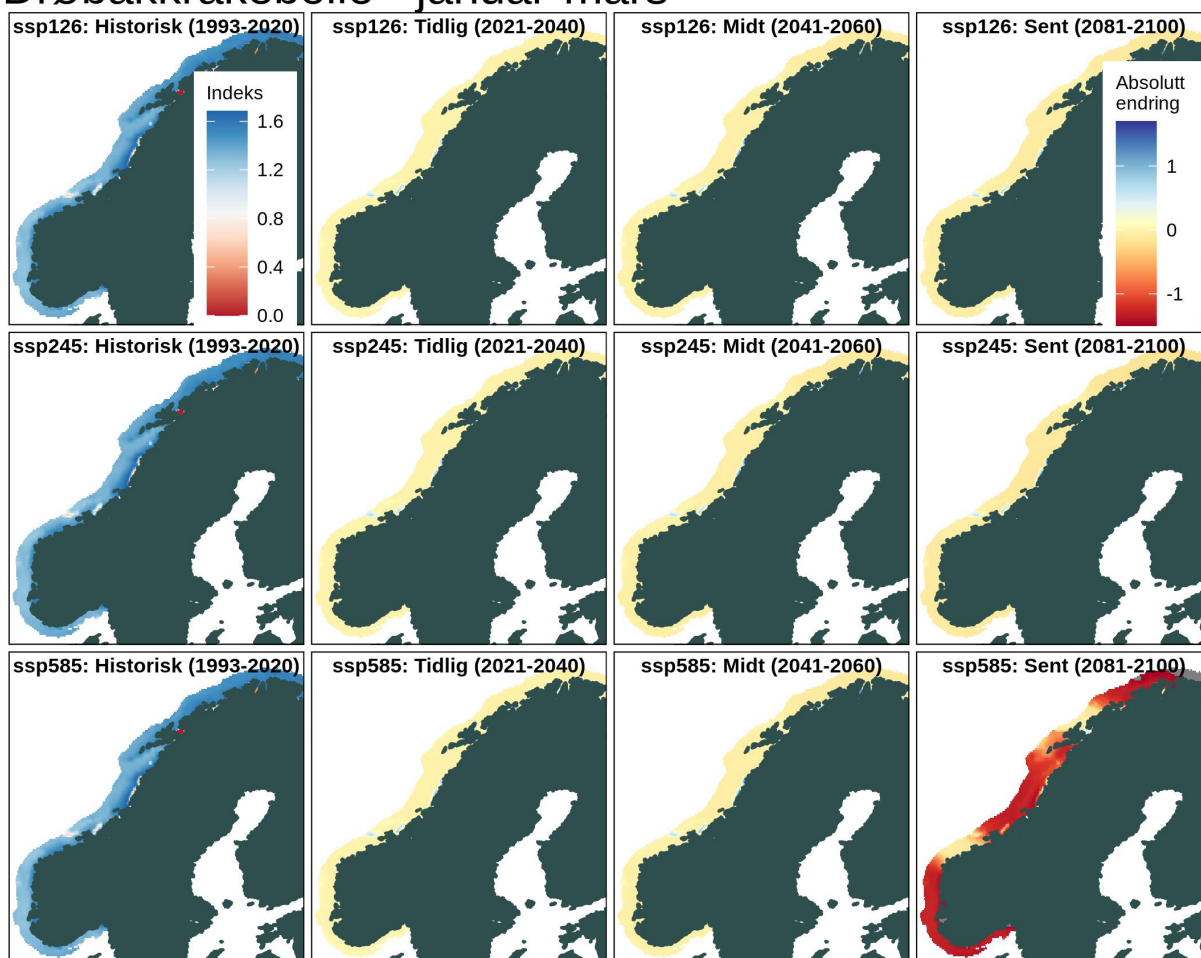 Drøbakkråkebolle - januar-mars
ssp126: Historisk (1993-2020)
ssp126: Tidlig (2021-2040)
ssp126: Midt (2041-2060)
ssp126: Sent (2081-2100)
Indeks
1.6
1.2
0.8
0.4
0.0
Absolutt
endring
1
0
-1
ssp245: Historisk (1993-2020)
ssp245: Tidlig (2021-2040)
ssp245: Midt (2041-2060)
ssp245: Sent (2081-2100)
ssp585: Historisk (1993-2020)
ssp585: Tidlig (2021-2040)
ssp585: Midt (2041-2060)
ssp585: Sent (2081-2100)